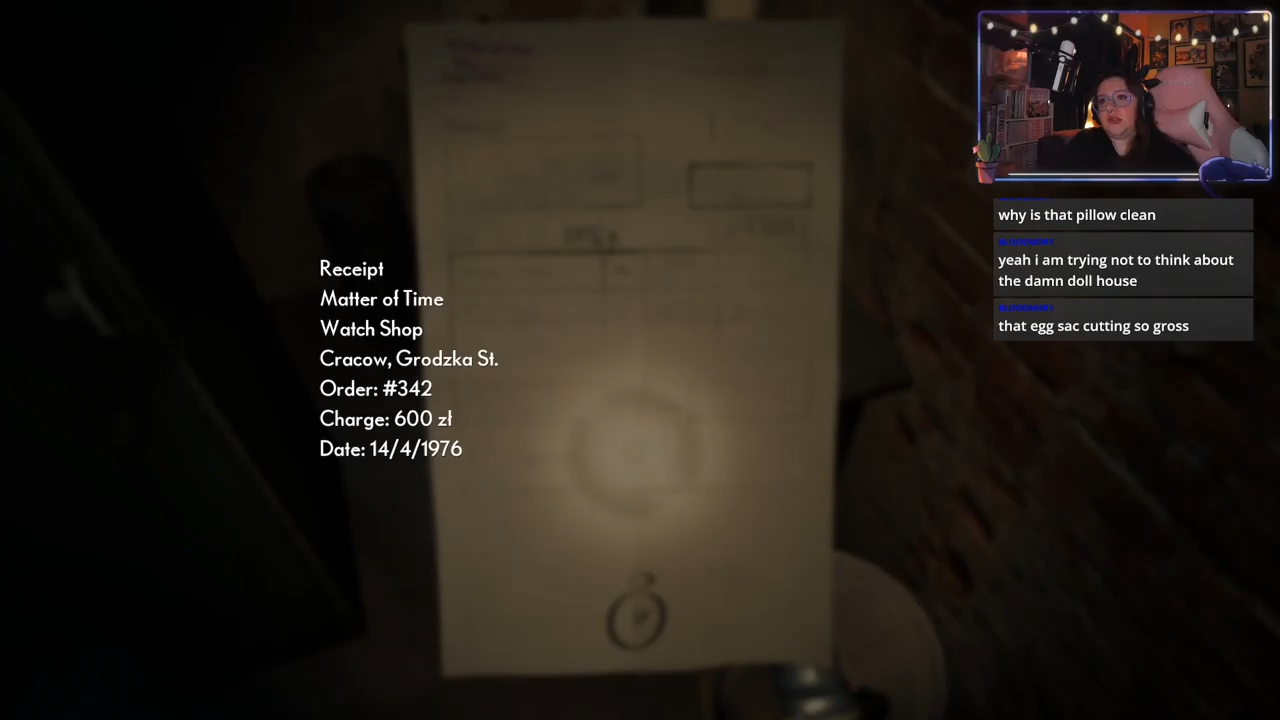 Receipt
Matter of Time
Watch Shop
Cracow, Grodzka St.
Order: #342
Charge: 600 zł
Date: 14/4/1976
why is that pillow clean
yeah i am trying not to think about
the damn doll house
that egg sac cutting so gross